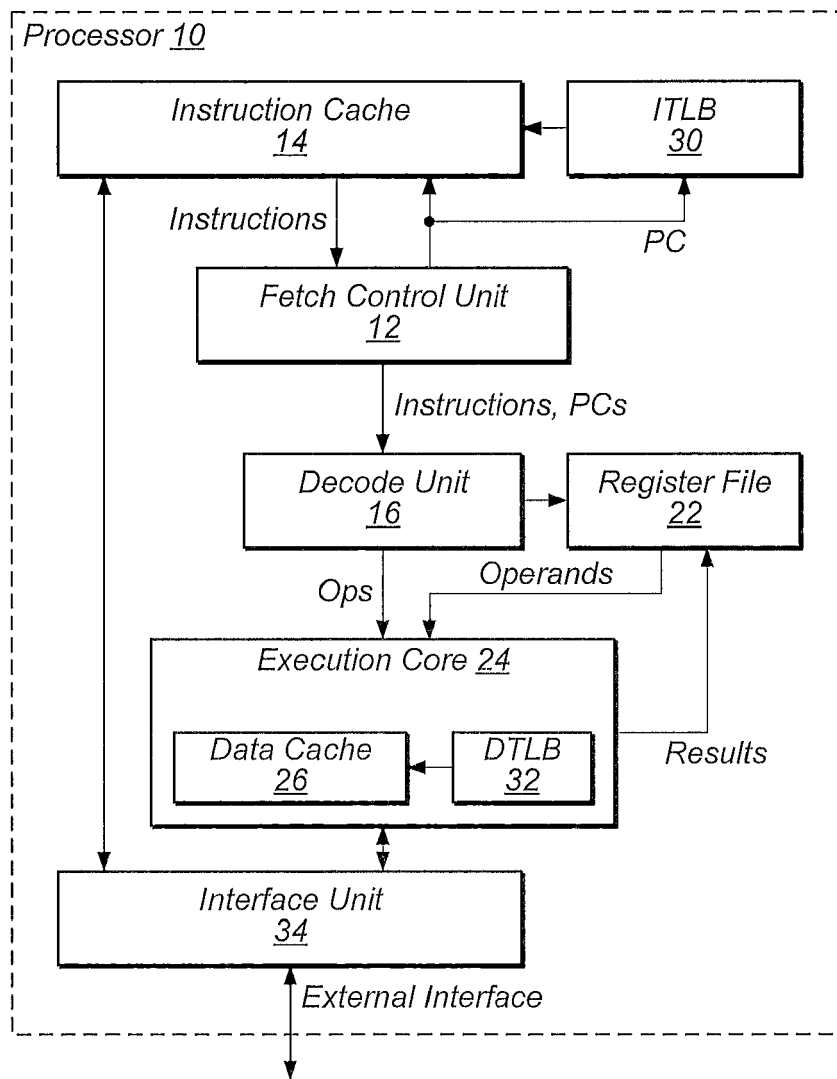 Processor 10
Instruction Cache
14
ITLB
30
Instructions
PC
Fetch Control Unit
12
Instructions, PCs
Decode Unit
16
Register File
22
Ops
Operands
Execution Core 24
Data Cache
26
DTLB
32
Results
Interface Unit
34
External Interface